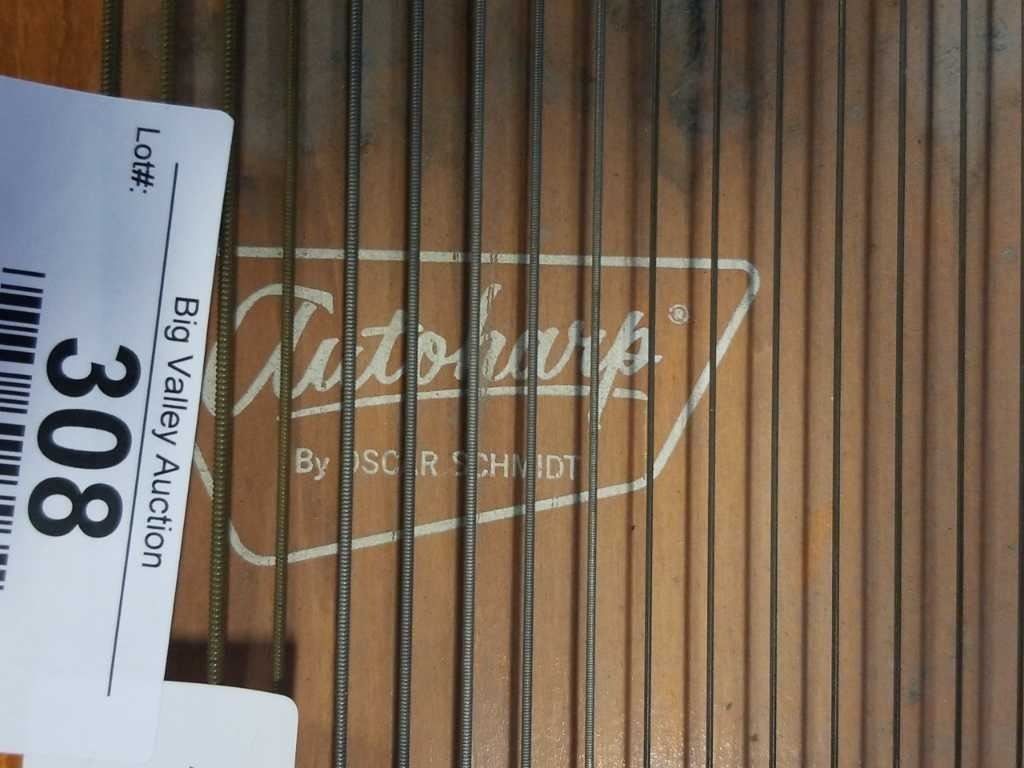 Big Valley Auction
Lot#:
308
Autoharp®
By OSCAR SCHMIDT